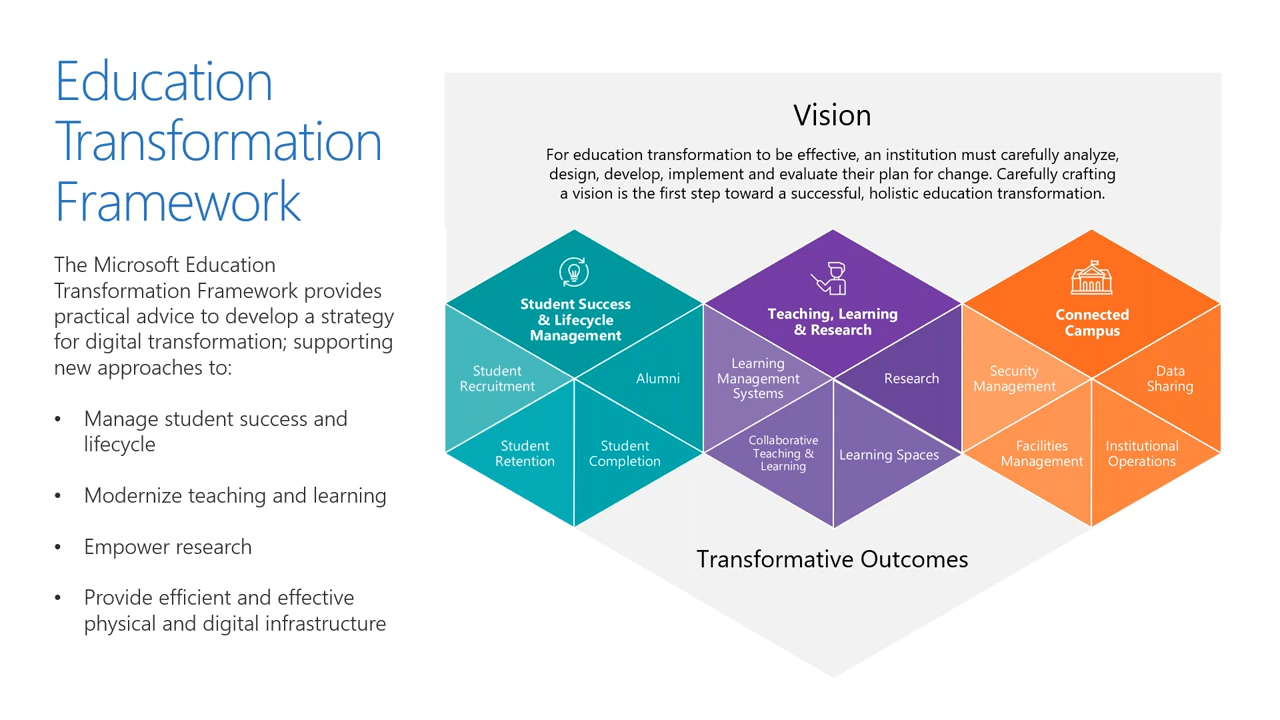 Education
Transformation
Framework
The Microsoft Education
Transformation Framework provides
practical advice to develop a strategy
for digital transformation; supporting
new approaches to:
• Manage student success and
lifecycle
• Modernize teaching and learning
• Empower research
• Provide efficient and effective
physical and digital infrastructure
Vision
For education transformation to be effective, an institution must carefully analyze,
design, develop, implement and evaluate their plan for change. Carefully crafting
a vision is the first step toward a successful, holistic education transformation.
Student Success
& Lifecycle
Management
Student
Recruitment
Alumni
Student
Retention
Student
Completion
Teaching, Learning
& Research
Learning
Management
Systems
Research
Collaborative
Teaching &
Learning
Learning Spaces
Connected
Campus
Security
Management
Data
Sharing
Facilities
Management
Institutional
Operations
Transformative Outcomes